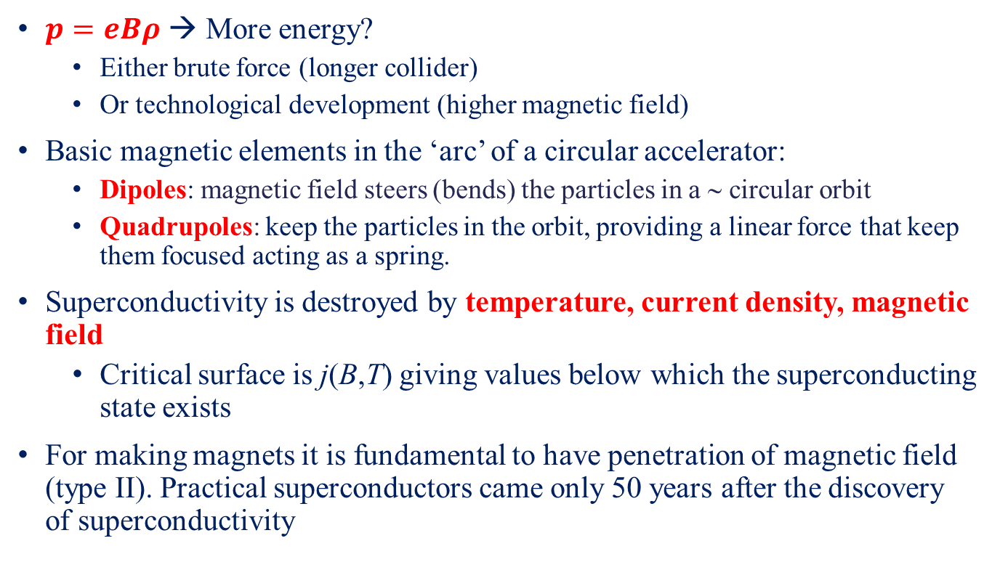 • p = eBρ → More energy?
• Either brute force (longer collider)
• Or technological development (higher magnetic field)
• Basic magnetic elements in the ‘arc’ of a circular accelerator:
• Dipoles: magnetic field steers (bends) the particles in a ~ circular orbit
• Quadrupoles: keep the particles in the orbit, providing a linear force that keep
them focused acting as a spring.
• Superconductivity is destroyed by temperature, current density, magnetic
field
• Critical surface is j(B,T) giving values below which the superconducting
state exists
• For making magnets it is fundamental to have penetration of magnetic field
(type II). Practical superconductors came only 50 years after the discovery
of superconductivity